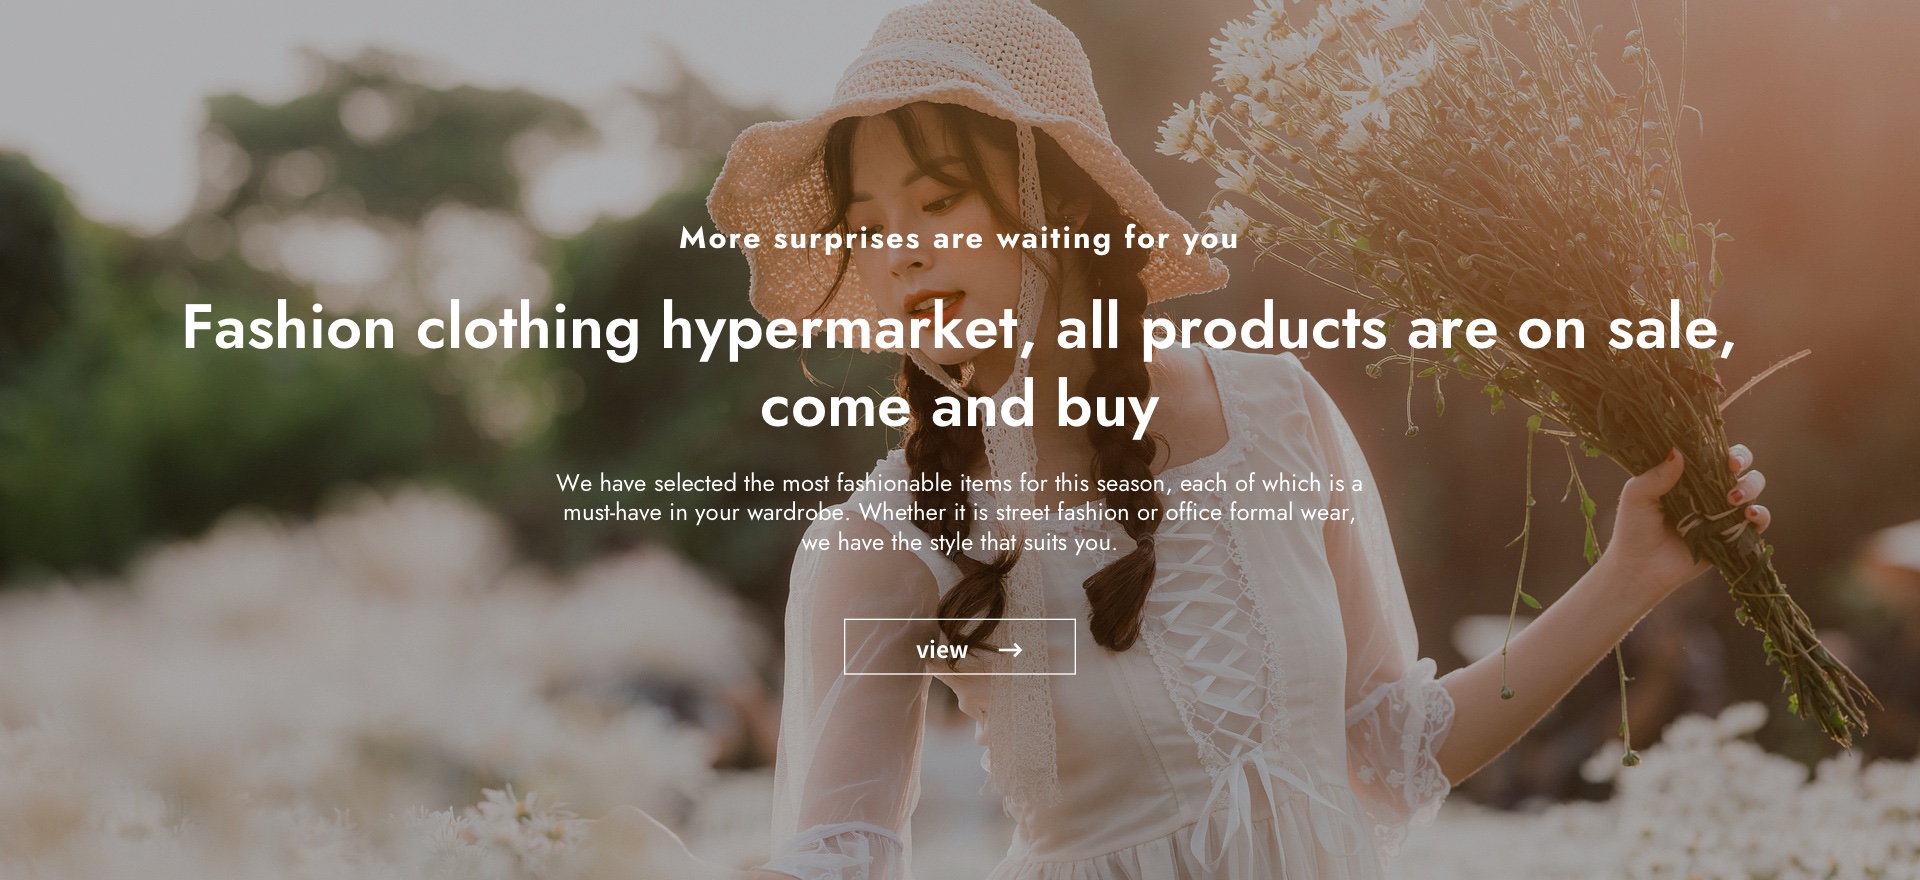 More surprises are waiting for you
Fashion clothing hypermarket, all products are on sale,
come and buy
We have selected the most fashionable items for this season, each of which is a
must-have in your wardrobe. Whether it is street fashion or office formal wear,
we have the style that suits you.
view →